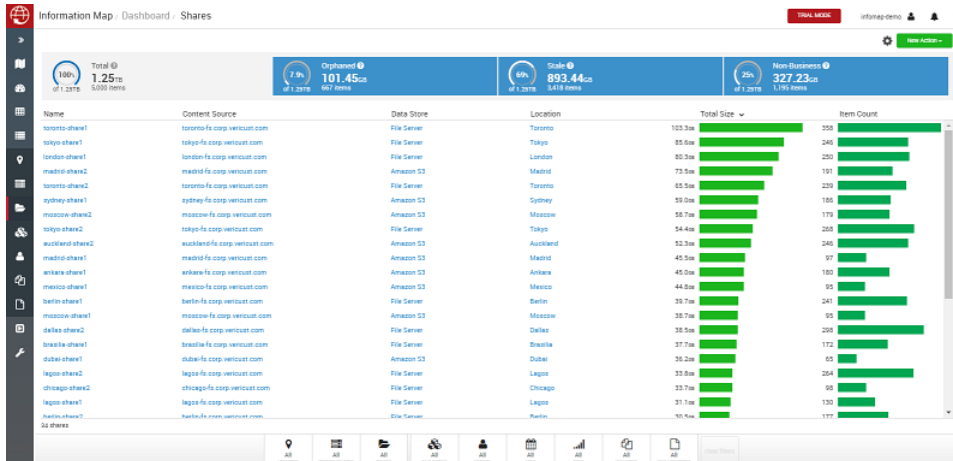 Information Map / Dashboard / Shares
TRIAL MODE
infomap-demo
New Action
100%
of 1.25TB
Total
1.25TB
5,000 items
7.9%
of 1.25TB
Orphaned
101.45GB
667 items
69%
of 1.25TB
Stale
893.44GB
3,418 items
25%
of 1.25TB
Non-Business
327.23GB
1,195 items
Name Content Source Data Store Location Total Size Item Count
toronto-share1 toronto-fs.corp.vericust.com File Server Toronto 103.3GB 358
tokyo-share1 tokyo-fs.corp.vericust.com File Server Tokyo 85.6GB 246
london-share1 london-fs.corp.vericust.com File Server London 80.3GB 250
madrid-share2 madrid-fs.corp.vericust.com Amazon S3 Madrid 73.5GB 191
toronto-share2 toronto-fs.corp.vericust.com File Server Toronto 65.5GB 239
sydney-share1 sydney-fs.corp.vericust.com Amazon S3 Sydney 59.0GB 186
moscow-share2 moscow-fs.corp.vericust.com Amazon S3 Moscow 58.7GB 179
tokyo-share2 tokyo-fs.corp.vericust.com File Server Tokyo 54.4GB 268
auckland-share2 auckland-fs.corp.vericust.com Amazon S3 Auckland 52.3GB 246
madrid-share1 madrid-fs.corp.vericust.com Amazon S3 Madrid 45.5GB 97
ankara-share1 ankara-fs.corp.vericust.com Amazon S3 Ankara 45.0GB 180
mexico-share1 mexico-fs.corp.vericust.com Amazon S3 Mexico 44.8GB 95
berlin-share1 berlin-fs.corp.vericust.com File Server Berlin 39.7GB 241
moscow-share1 moscow-fs.corp.vericust.com Amazon S3 Moscow 38.7GB 95
dallas-share2 dallas-fs.corp.vericust.com File Server Dallas 38.5GB 298
brasilia-share1 brasilia-fs.corp.vericust.com File Server Brasilia 37.7GB 172
dubai-share1 dubai-fs.corp.vericust.com Amazon S3 Dubai 36.2GB 65
lagos-share2 lagos-fs.corp.vericust.com File Server Lagos 33.8GB 264
chicago-share2 chicago-fs.corp.vericust.com File Server Chicago 33.7GB 98
lagos-share1 lagos-fs.corp.vericust.com File Server Lagos 31.1GB 130
berlin-share2 berlin-fs.corp.vericust.com File Server Berlin 30.5GB 177
34 shares
All All All All All All All All All